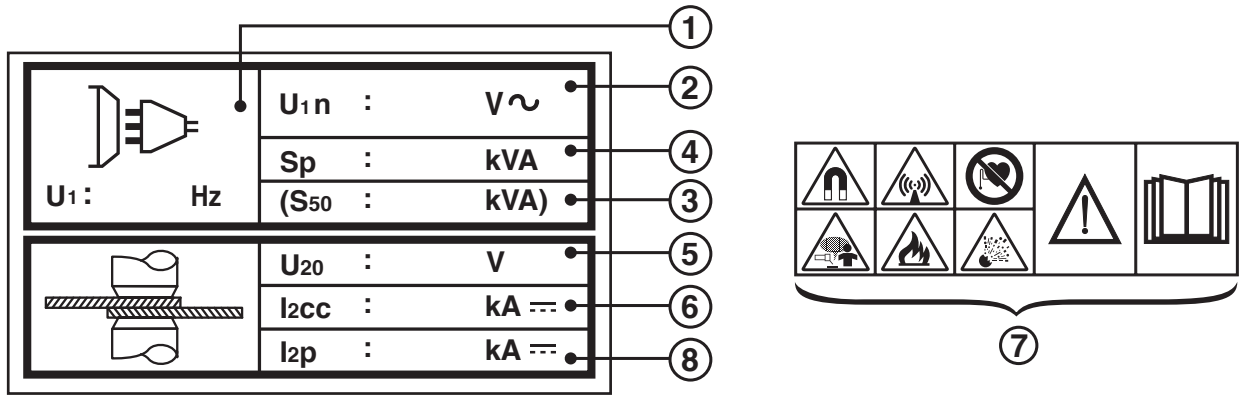 1
U1n : V~ 2
Sp : kVA 4
U1: Hz (S50 : kVA) 3
U20 : V 5
I2cc : kA ⎓ 6
I2p : kA ⎓ 8
7